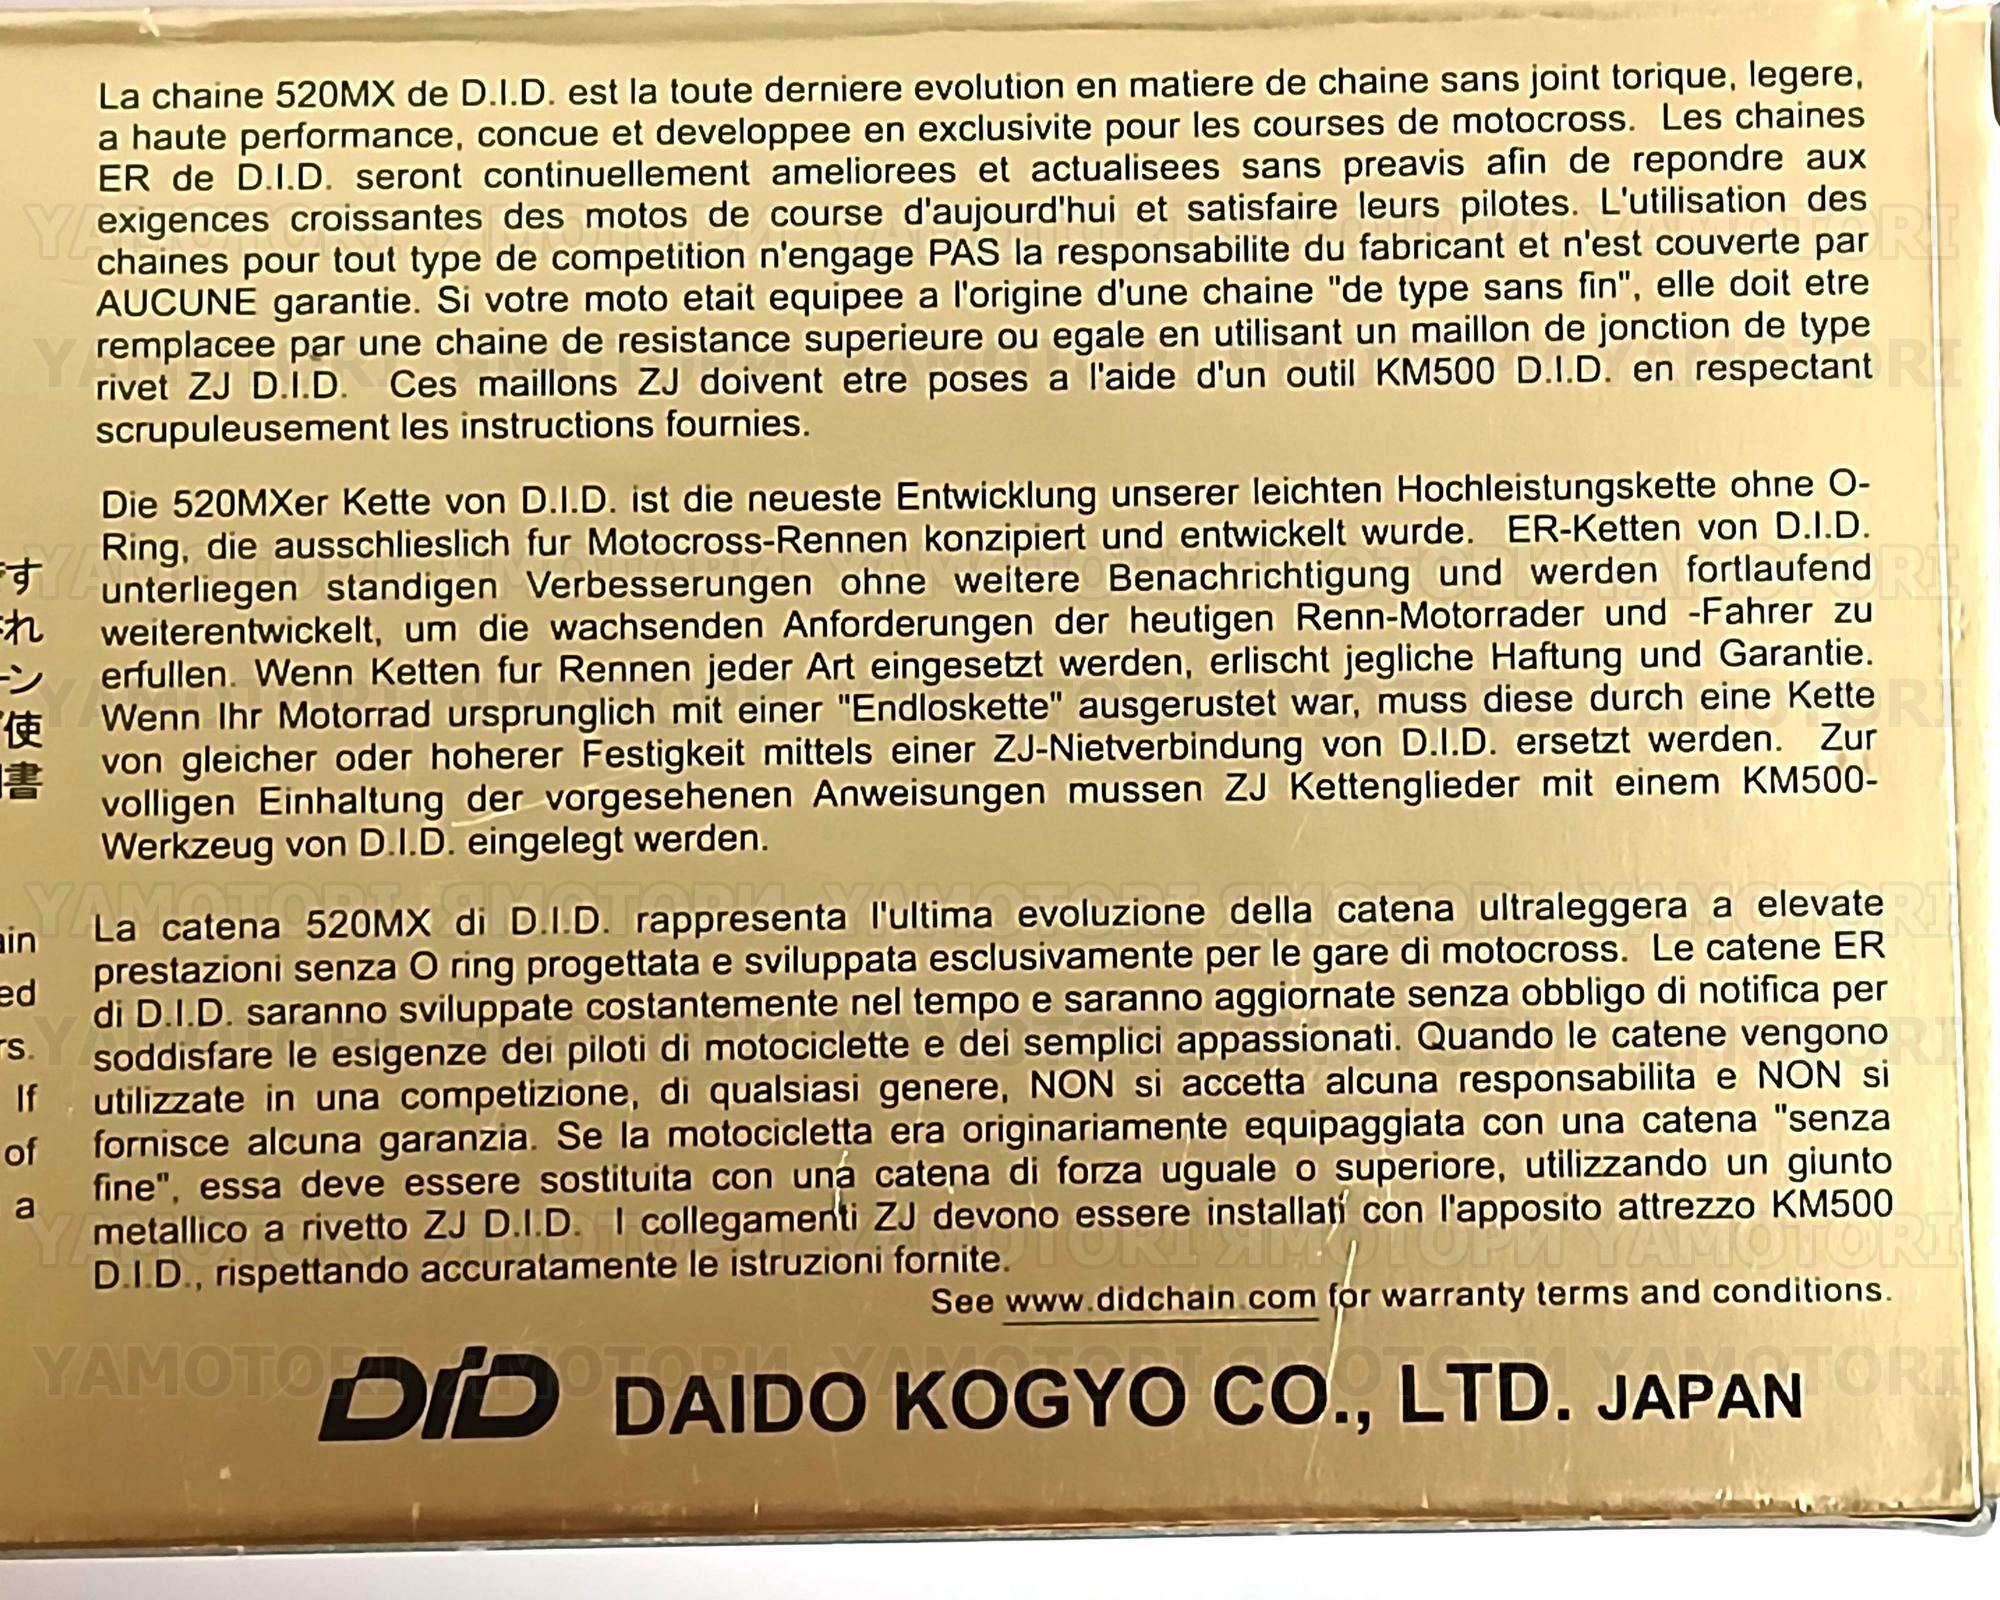 La chaine 520MX de D.I.D. est la toute derniere evolution en matiere de chaine sans joint torique, legere,
a haute performance, concue et developpee en exclusivite pour les courses de motocross. Les chaines
ER de D.I.D. seront continuellement ameliorees et actualisees sans preavis afin de repondre aux
exigences croissantes des motos de course d'aujourd'hui et satisfaire leurs pilotes. L'utilisation des
chaines pour tout type de competition n'engage PAS la responsabilite du fabricant et n'est couverte par
AUCUNE garantie. Si votre moto etait equipee a l'origine d'une chaine "de type sans fin", elle doit etre
remplacee par une chaine de resistance superieure ou egale en utilisant un maillon de jonction de type
rivet ZJ D.I.D. Ces maillons ZJ doivent etre poses a l'aide d'un outil KM500 D.I.D. en respectant
scrupuleusement les instructions fournies.
Die 520MXer Kette von D.I.D. ist die neueste Entwicklung unserer leichten Hochleistungskette ohne O-
Ring, die ausschlieslich fur Motocross-Rennen konzipiert und entwickelt wurde. ER-Ketten von D.I.D.
unterliegen standigen Verbesserungen ohne weitere Benachrichtigung und werden fortlaufend
weiterentwickelt, um die wachsenden Anforderungen der heutigen Renn-Motorrader und -Fahrer zu
erfullen. Wenn Ketten fur Rennen jeder Art eingesetzt werden, erlischt jegliche Haftung und Garantie.
Wenn Ihr Motorrad ursprunglich mit einer "Endloskette" ausgerustet war, muss diese durch eine Kette
von gleicher oder hoherer Festigkeit mittels einer ZJ-Nietverbindung von D.I.D. ersetzt werden. Zur
volligen Einhaltung der vorgesehenen Anweisungen mussen ZJ Kettenglieder mit einem KM500-
Werkzeug von D.I.D. eingelegt werden.
La catena 520MX di D.I.D. rappresenta l'ultima evoluzione della catena ultraleggera a elevate
prestazioni senza O ring progettata e sviluppata esclusivamente per le gare di motocross. Le catene ER
di D.I.D. saranno sviluppate costantemente nel tempo e saranno aggiornate senza obbligo di notifica per
soddisfare le esigenze dei piloti di motociclette e dei semplici appassionati. Quando le catene vengono
utilizzate in una competizione, di qualsiasi genere, NON si accetta alcuna responsabilita e NON si
fornisce alcuna garanzia. Se la motocicletta era originariamente equipaggiata con una catena "senza
fine", essa deve essere sostituita con una catena di forza uguale o superiore, utilizzando un giunto
metallico a rivetto ZJ D.I.D. I collegamenti ZJ devono essere installati con l'apposito attrezzo KM500
D.I.D., rispettando accuratamente le istruzioni fornite.
See www.didchain.com for warranty terms and conditions.
DID DAIDO KOGYO CO., LTD. JAPAN
す
れ
ン
使
書
ed
rs.
If
of
a
YAMOTORI ЯМОТОРИ YAMOTORI YAMOTORI ЯМОТОРИ YAMOTORI